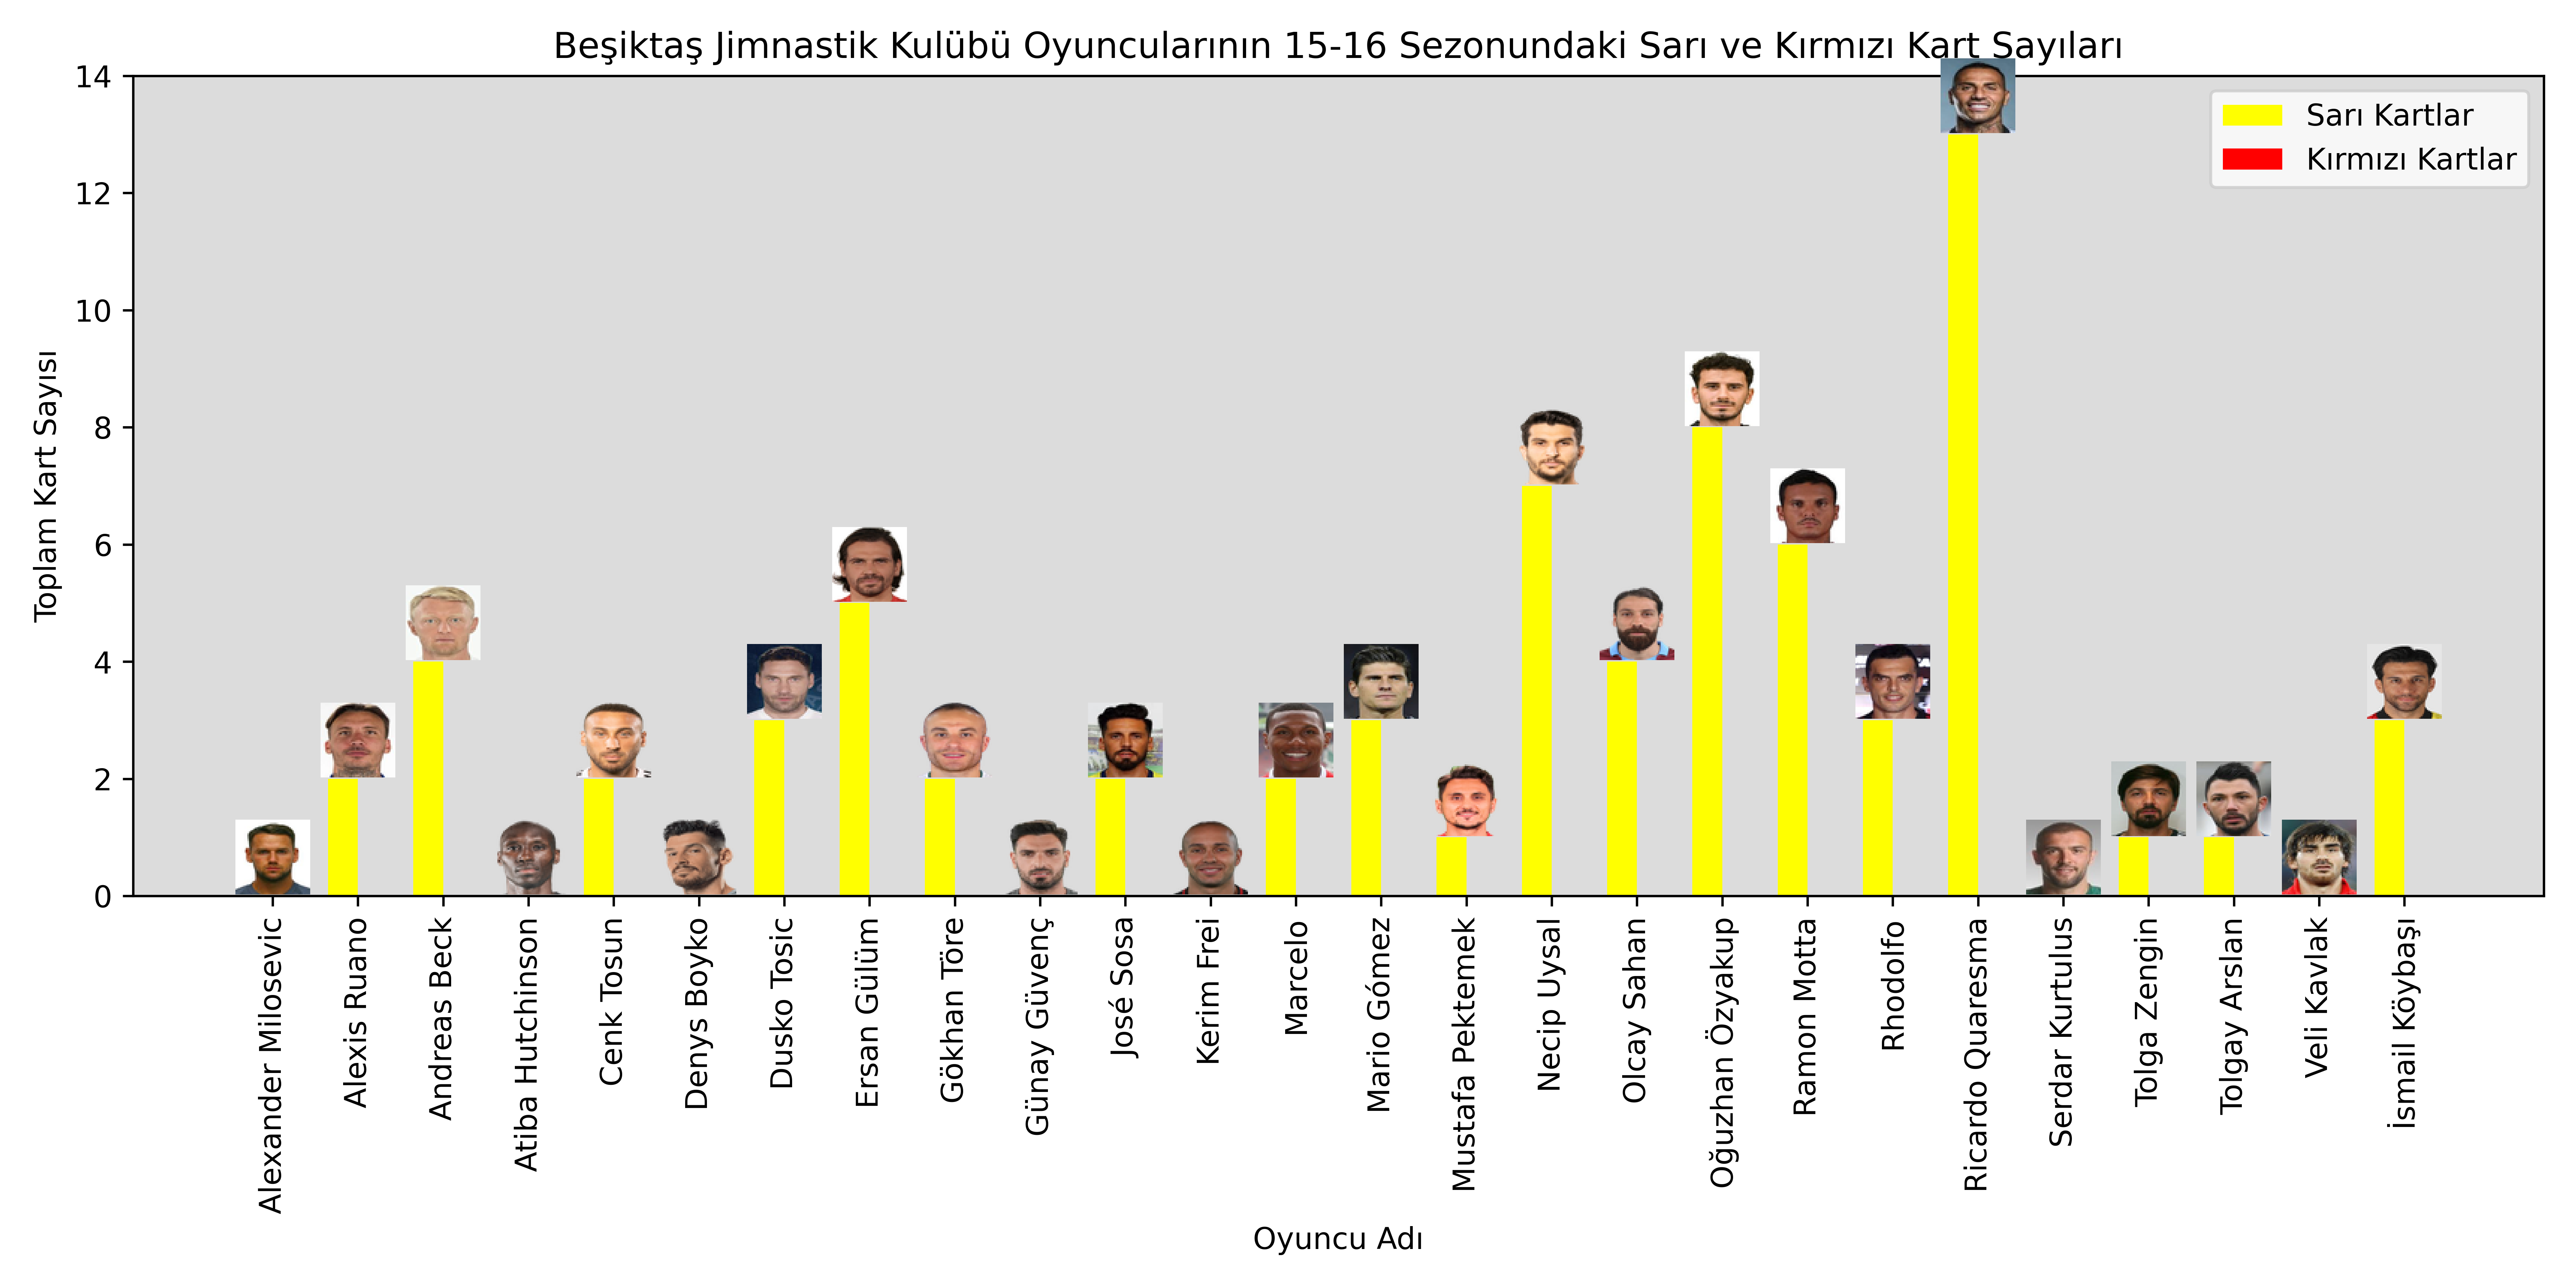 Beşiktaş Jimnastik Kulübü Oyuncularının 15-16 Sezonundaki Sarı ve Kırmızı Kart Sayıları
Sarı Kartlar
Kırmızı Kartlar
Toplam Kart Sayısı
14
12
10
8
6
4
2
0
Alexander Milosevic
Alexis Ruano
Andreas Beck
Atiba Hutchinson
Cenk Tosun
Denys Boyko
Dusko Tosic
Ersan Gülüm
Gökhan Töre
Günay Güvenç
José Sosa
Kerim Frei
Marcelo
Mario Gómez
Mustafa Pektemek
Necip Uysal
Olcay Sahan
Oğuzhan Özyakup
Ramon Motta
Rhodolfo
Ricardo Quaresma
Serdar Kurtulus
Tolga Zengin
Tolgay Arslan
Veli Kavlak
İsmail Köybaşı
Oyuncu Adı